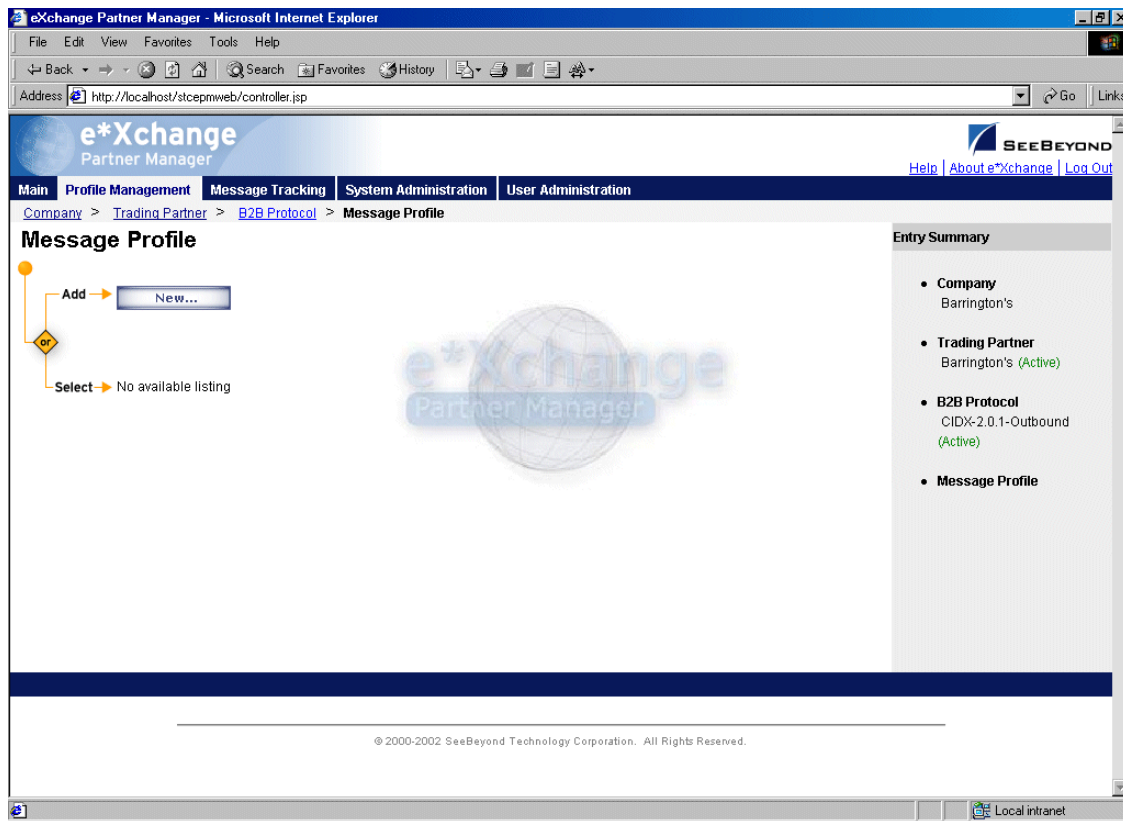 eXchange Partner Manager - Microsoft Internet Explorer
File Edit View Favorites Tools Help
Back Search Favorites History
Address http://localhost/stcepmweb/controller.jsp Go Links
e*Xchange
Partner Manager
SEEBEYOND
Help | About e*Xchange | Log Out
Main Profile Management Message Tracking System Administration User Administration
Company > Trading Partner > B2B Protocol > Message Profile
Message Profile
Add New...
or
Select No available listing
e*Xchange
Partner Manager
Entry Summary
• Company
Barrington's
• Trading Partner
Barrington's (Active)
• B2B Protocol
CIDX-2.0.1-Outbound
(Active)
• Message Profile
© 2000-2002 SeeBeyond Technology Corporation. All Rights Reserved.
Local intranet